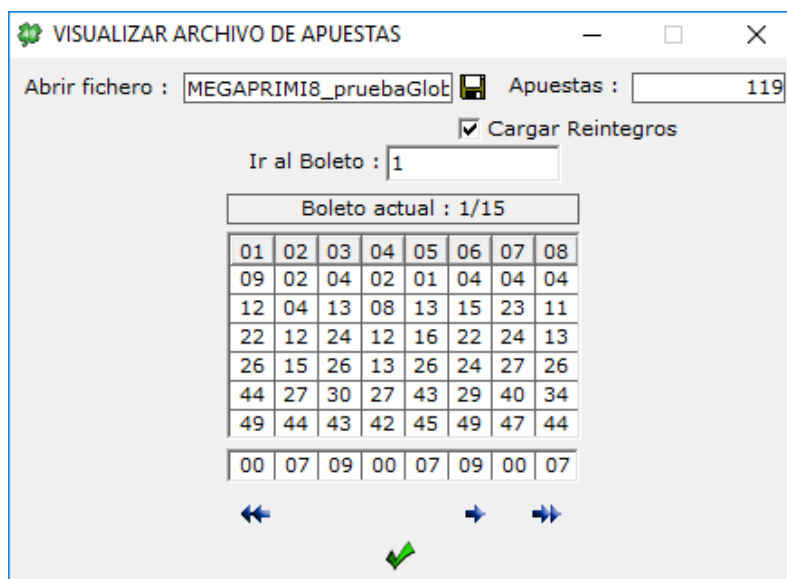 VISUALIZAR ARCHIVO DE APUESTAS
Abrir fichero : MEGAPRIMI8_pruebaGlob Apuestas : 119
Cargar Reintegros
Ir al Boleto : 1
Boleto actual : 1/15
01 02 03 04 05 06 07 08
09 02 04 02 01 04 04 04
12 04 13 08 13 15 23 11
22 12 24 12 16 22 24 13
26 15 26 13 26 24 27 26
44 27 30 27 43 29 40 34
49 44 43 42 45 49 47 44
00 07 09 00 07 09 00 07